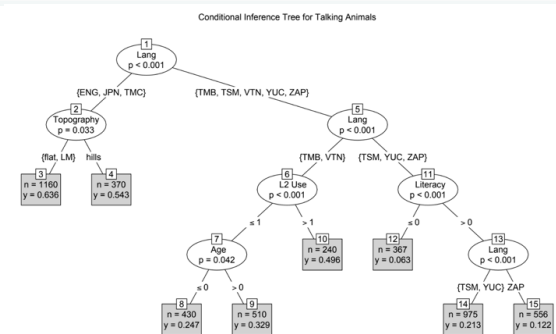 Conditional Inference Tree for Talking Animals
1
Lang
p < 0.001
{ENG, JPN, TMC}
{TMB, TSM, VTN, YUC, ZAP}
2
Topography
p = 0.033
5
Lang
p < 0.001
{flat, LM}
hills
{TMB, VTN}
{TSM, YUC, ZAP}
3
n = 1160
y = 0.636
4
n = 370
y = 0.543
6
L2 Use
p < 0.001
11
Literacy
p < 0.001
≤ 1
> 1
≤ 0
> 0
7
Age
p = 0.042
10
n = 240
y = 0.496
12
n = 367
y = 0.063
13
Lang
p < 0.001
≤ 0
> 0
{TSM, YUC}
ZAP
8
n = 430
y = 0.247
9
n = 510
y = 0.329
14
n = 975
y = 0.213
15
n = 556
y = 0.122